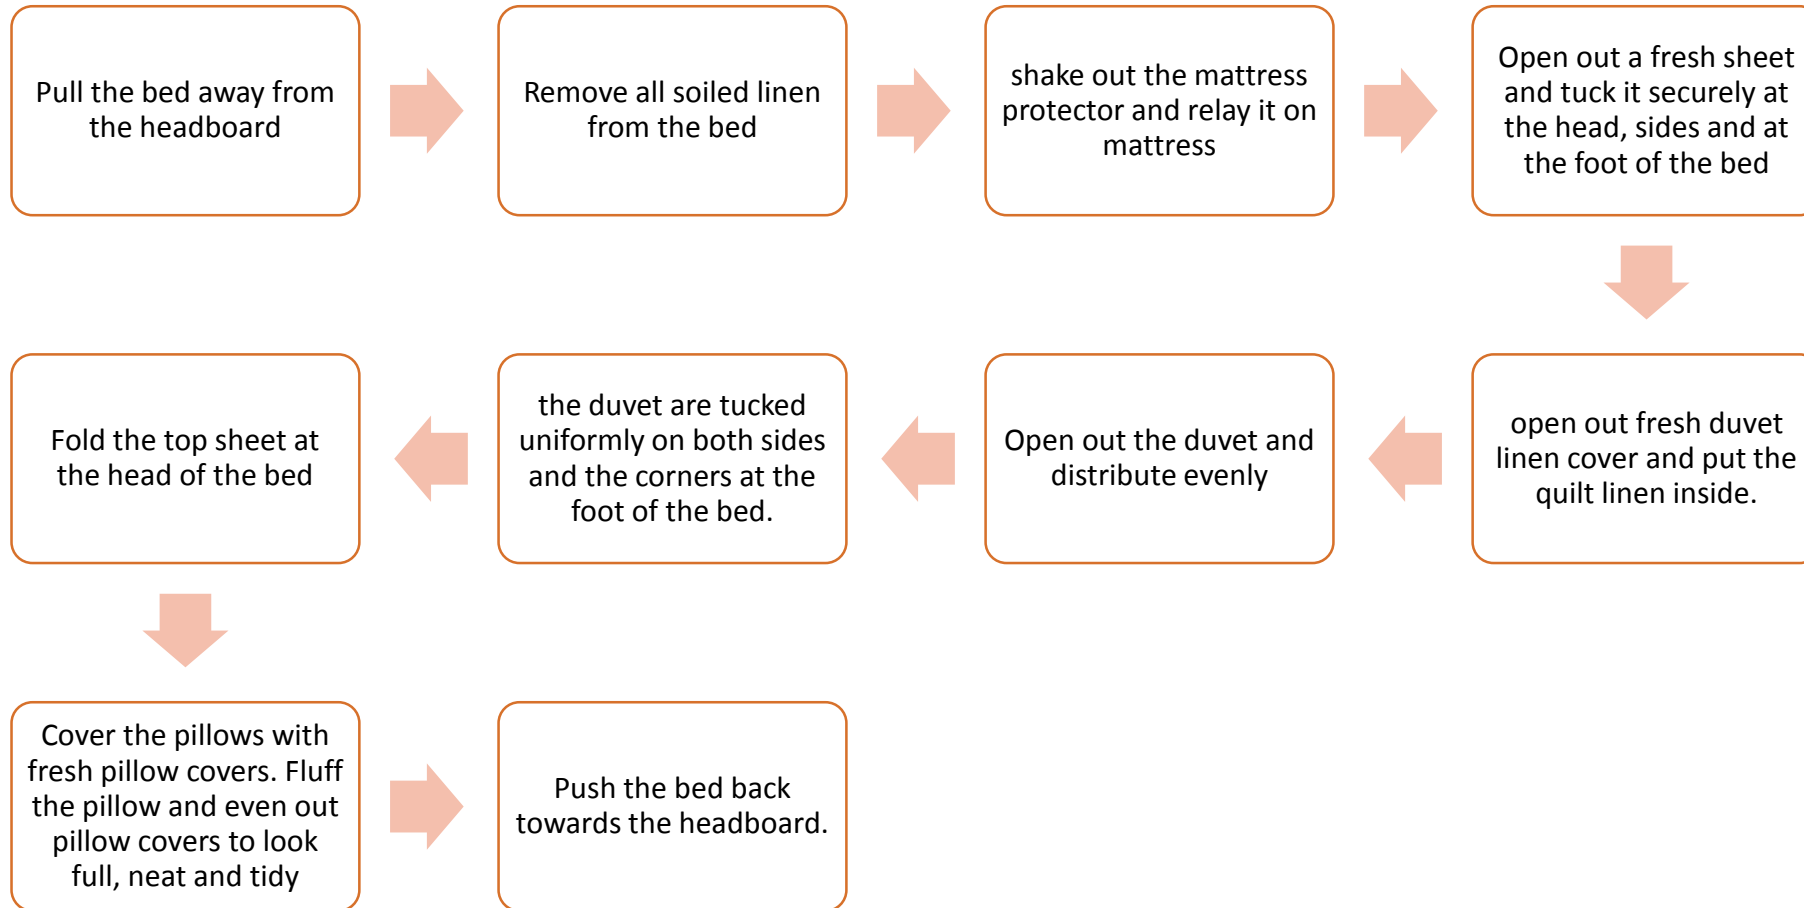 Pull the bed away from
the headboard
Remove all soiled linen
from the bed
shake out the mattress
protector and relay it on
mattress
Open out a fresh sheet
and tuck it securely at
the head, sides and at
the foot of the bed
open out fresh duvet
linen cover and put the
quilt linen inside.
Open out the duvet and
distribute evenly
the duvet are tucked
uniformly on both sides
and the corners at the
foot of the bed.
Fold the top sheet at
the head of the bed
Cover the pillows with
fresh pillow covers. Fluff
the pillow and even out
pillow covers to look
full, neat and tidy
Push the bed back
towards the headboard.